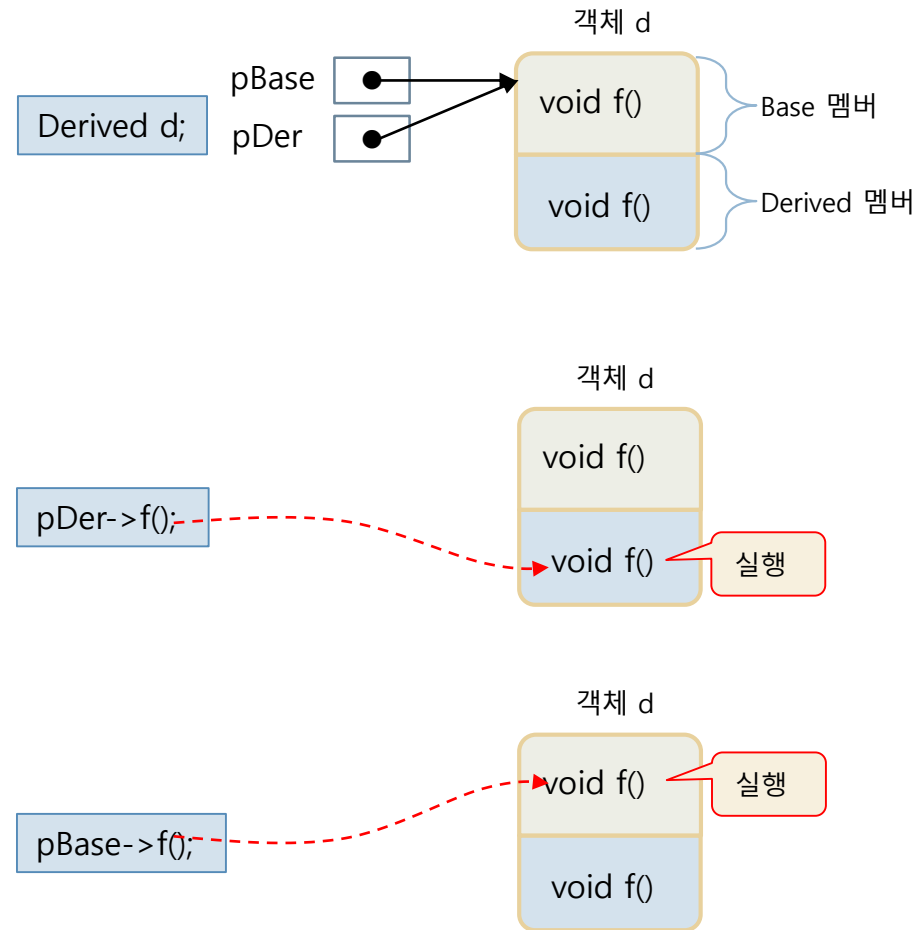 객체 d
pBase
void f()
Base 멤버
Derived d;
pDer
void f()
Derived 멤버
객체 d
void f()
pDer->f();
void f()
실행
객체 d
void f()
실행
pBase->f();
void f()